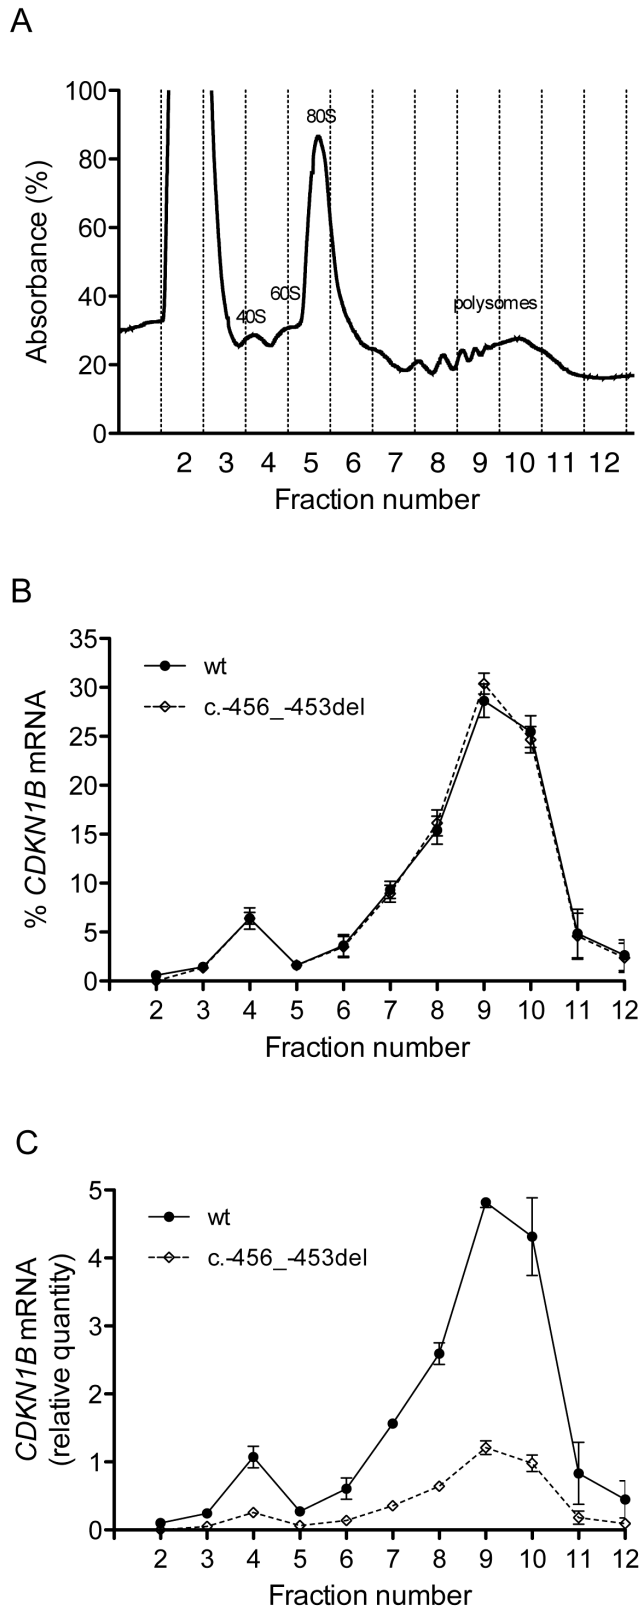 A
Absorbance (%)
100
80
60
40
20
0
80S
60S
40S
polysomes
2 3 4 5 6 7 8 9 10 11 12
Fraction number
B
% CDKN1B mRNA
35
30
25
20
15
10
5
0
wt
c.-456_-453del
2 3 4 5 6 7 8 9 10 11 12
Fraction number
C
CDKN1B mRNA
(relative quantity)
5
4
3
2
1
0
wt
c.-456_-453del
2 3 4 5 6 7 8 9 10 11 12
Fraction number